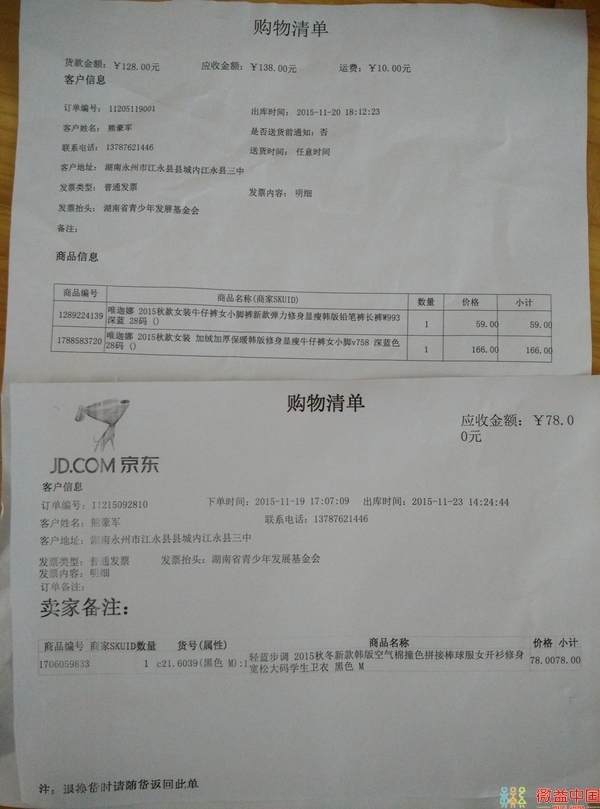 购物清单
货款金额：￥128.00元 应收金额：￥138.00元 运费：￥10.00元
客户信息
订单编号：11205119001 出库时间：2015-11-20 18:12:23
客户姓名：熊豪军 是否送货前通知：否
联系电话：13787621446 送货时间：任意时间
客户地址：湖南永州市江永县县城内江永县三中
发票类型：普通发票 发票内容：明细
发票抬头：湖南省青少年发展基金会
备注：
商品信息
商品编号 商品名称(商家SKUID) 数量 价格 小计
1289224139 唯迦娜 2015秋款女装牛仔裤女小脚裤新款弹力修身显瘦韩版铅笔裤长裤W993 1 59.00 59.00
深蓝 28码 ()
1788583720 唯迦娜 2015秋款女装 加绒加厚保暖韩版修身显瘦牛仔裤女小脚v758 深蓝色 1 166.00 166.00
28码 ()
购物清单
应收金额：￥78.0
0元
JD.COM 京东
客户信息
订单编号：11215092810 下单时间：2015-11-19 17:07:09 出库时间：2015-11-23 14:24:44
客户姓名：熊豪军 联系电话：13787621446
客户地址：湖南永州市江永县县城内江永县三中
发票类型：普通发票 发票抬头：湖南省青少年发展基金会
发票内容：明细
订单备注：
卖家备注：
商品编号 商家SKUID 数量 货号(属性) 商品名称 价格 小计
1706059833 1 c21.6039(黑色 M):1 轻蓝步调 2015秋冬新款韩版空气棉撞色拼接棒球服女开衫修身 78.00 78.00
宽松大码学生卫衣 黑色 M
注：退换货时请随货返回此单
微益中国